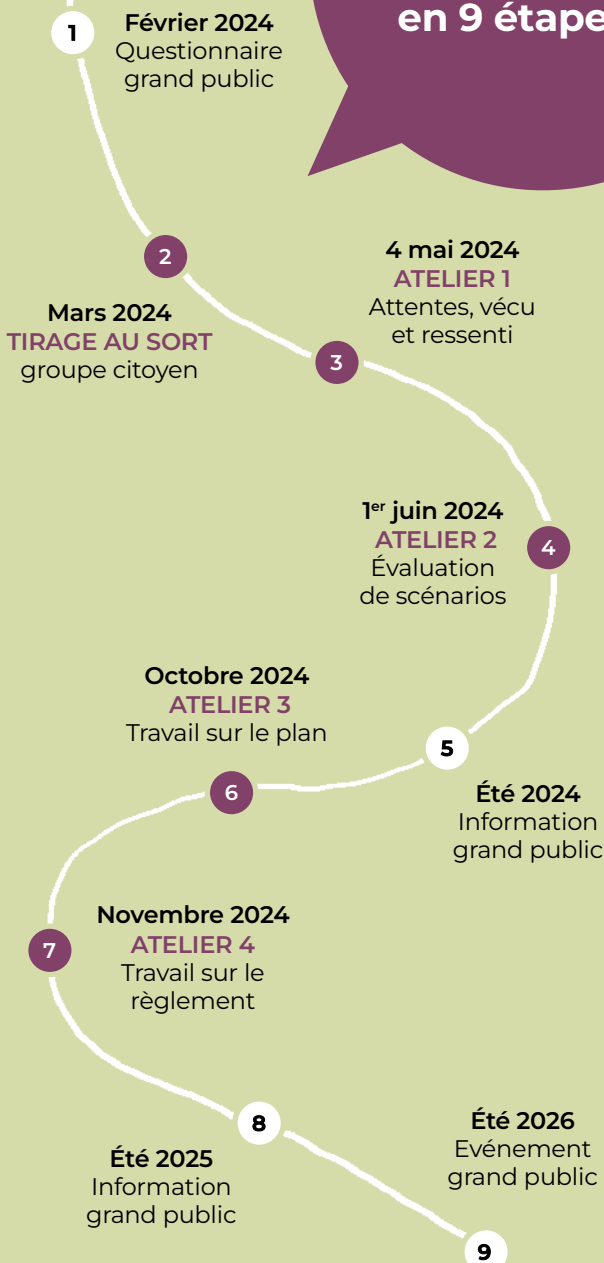 en 9 étape
1
Février 2024
Questionnaire
grand public
2
Mars 2024
TIRAGE AU SORT
groupe citoyen
4 mai 2024
ATELIER 1
Attentes, vécu
et ressenti
3
1er juin 2024
ATELIER 2
Évaluation
de scénarios
4
5
Été 2024
Information
grand public
Octobre 2024
ATELIER 3
Travail sur le plan
6
7
Novembre 2024
ATELIER 4
Travail sur le
règlement
8
Été 2025
Information
grand public
Été 2026
Evénement
grand public
9